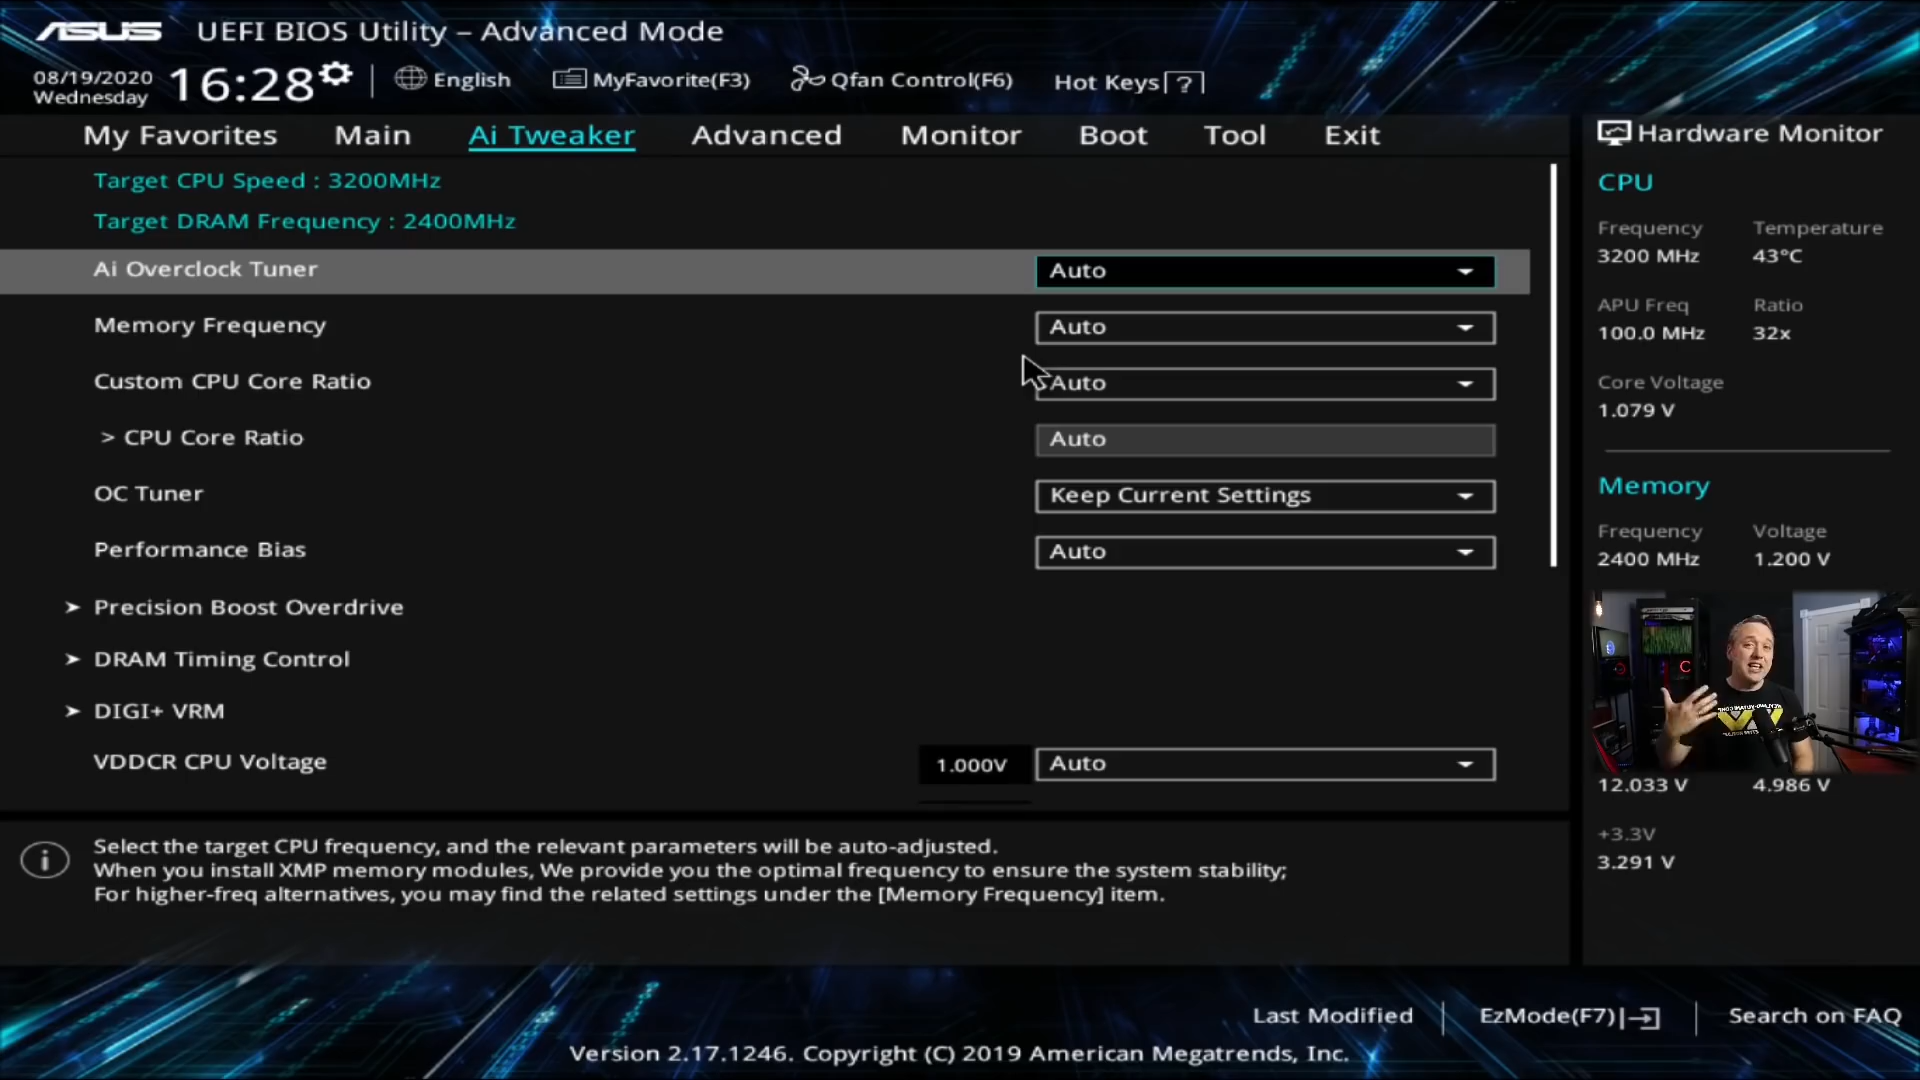 ASUS UEFI BIOS Utility – Advanced Mode
08/19/2020
Wednesday
16:28
English
MyFavorite(F3)
Qfan Control(F6)
Hot Keys ?
My Favorites Main Ai Tweaker Advanced Monitor Boot Tool Exit
Target CPU Speed : 3200MHz
Target DRAM Frequency : 2400MHz
Ai Overclock Tuner Auto
Memory Frequency Auto
Custom CPU Core Ratio Auto
> CPU Core Ratio Auto
OC Tuner Keep Current Settings
Performance Bias Auto
Precision Boost Overdrive
DRAM Timing Control
DIGI+ VRM
VDDCR CPU Voltage 1.000V Auto
Select the target CPU frequency, and the relevant parameters will be auto-adjusted.
When you install XMP memory modules, We provide you the optimal frequency to ensure the system stability;
For higher-freq alternatives, you may find the related settings under the [Memory Frequency] item.
Hardware Monitor
CPU
Frequency Temperature
3200 MHz 43°C
APU Freq Ratio
100.0 MHz 32x
Core Voltage
1.079 V
Memory
Frequency Voltage
2400 MHz 1.200 V
12.033 V 4.986 V
+3.3V
3.291 V
Last Modified
EzMode(F7)
Search on FAQ
Version 2.17.1246. Copyright (C) 2019 American Megatrends, Inc.